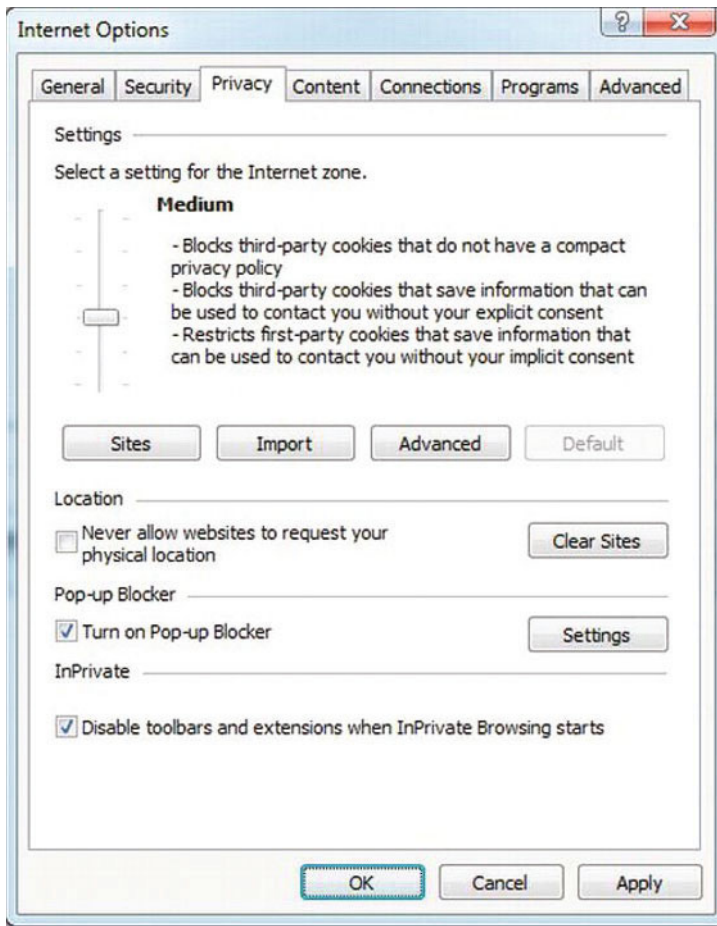 Internet Options
General Security Privacy Content Connections Programs Advanced
Settings
Select a setting for the Internet zone.
Medium
- Blocks third-party cookies that do not have a compact
privacy policy
- Blocks third-party cookies that save information that can
be used to contact you without your explicit consent
- Restricts first-party cookies that save information that
can be used to contact you without your implicit consent
Sites Import Advanced Default
Location
Never allow websites to request your
physical location
Clear Sites
Pop-up Blocker
Turn on Pop-up Blocker
Settings
InPrivate
Disable toolbars and extensions when InPrivate Browsing starts
OK Cancel Apply